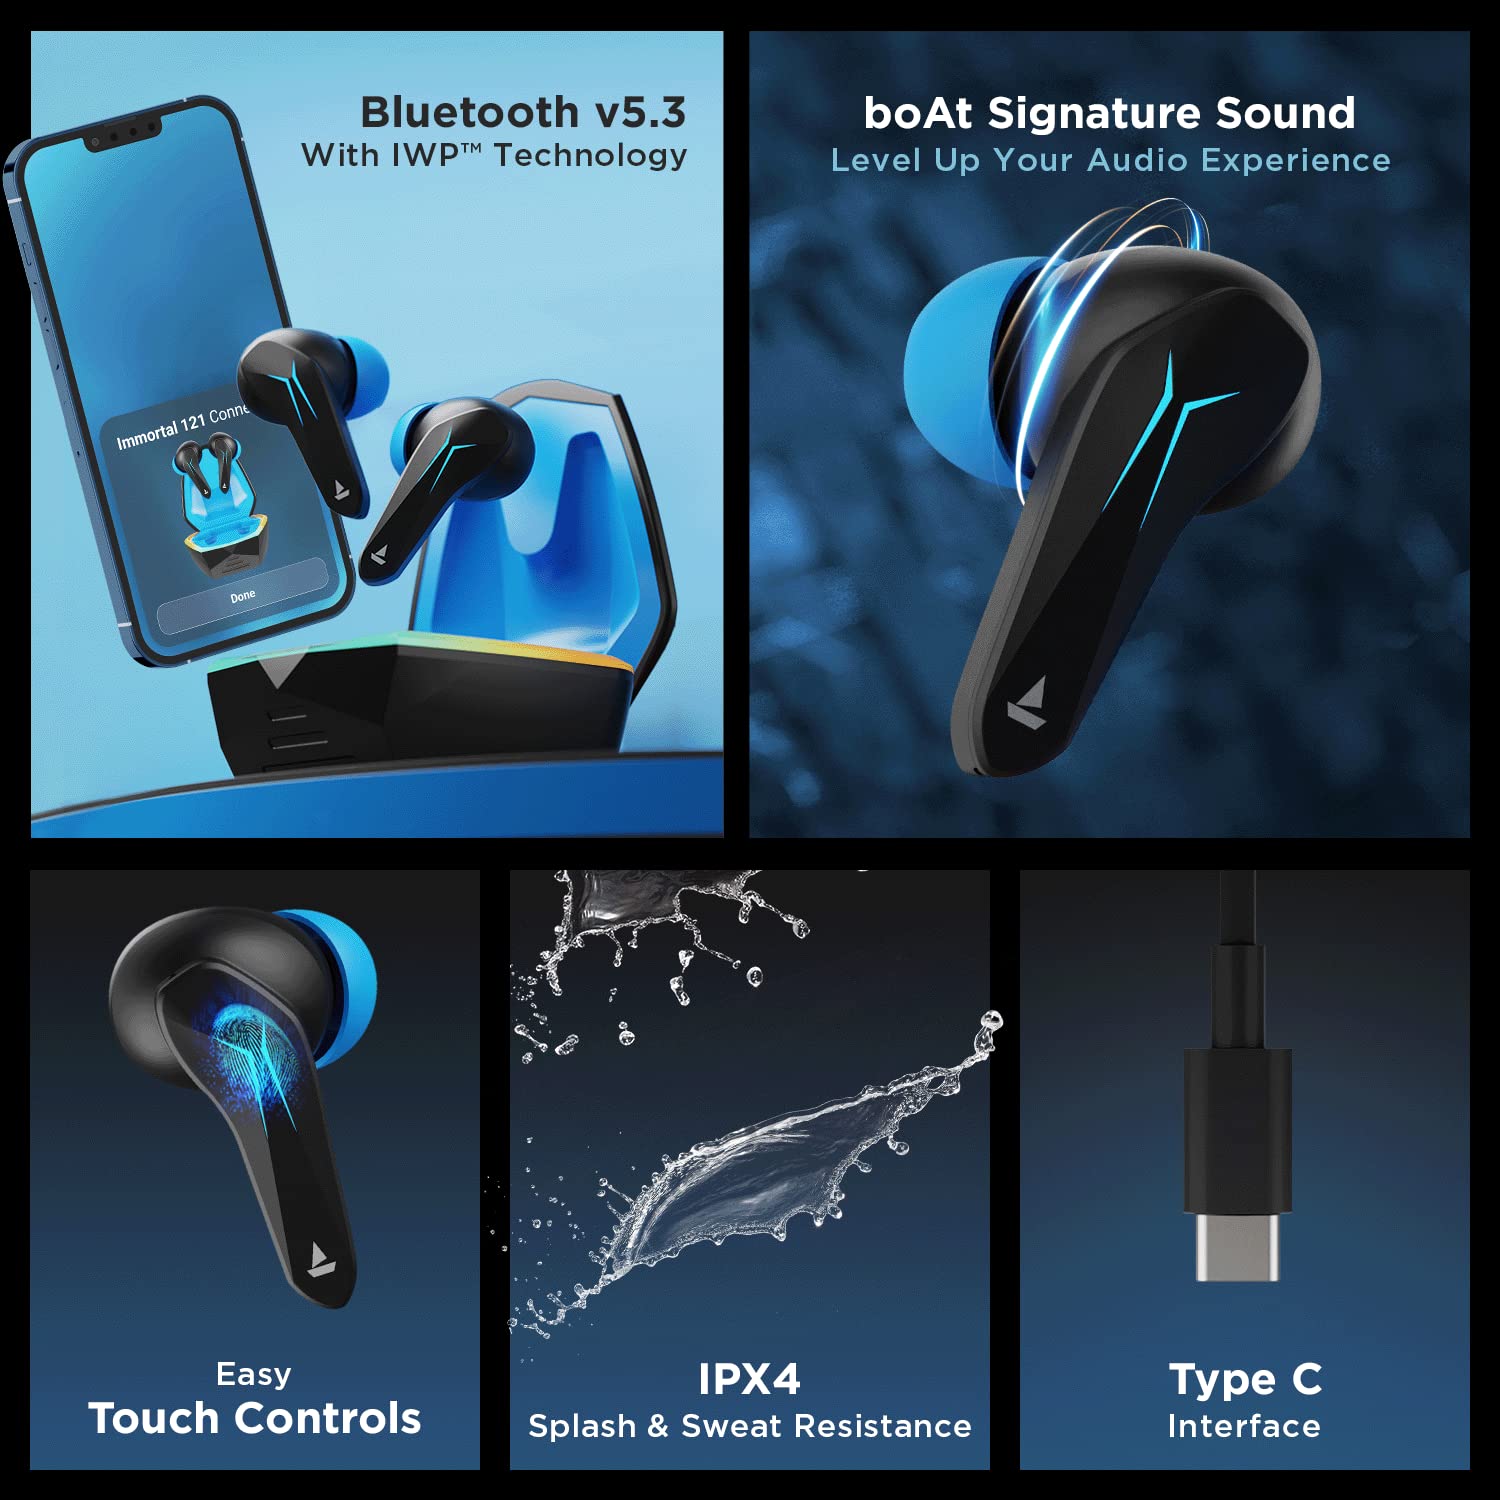 Bluetooth v5.3
With IWP™ Technology
Immortal 121 Conne
Done
boAt Signature Sound
Level Up Your Audio Experience
Easy
Touch Controls
IPX4
Splash & Sweat Resistance
Type C
Interface